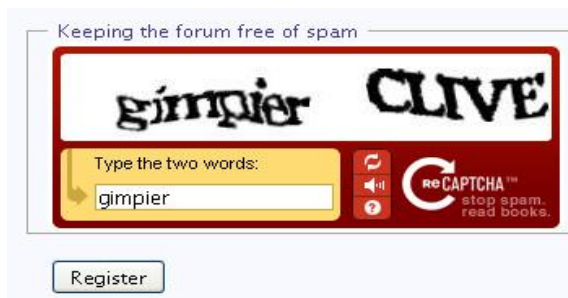 Keeping the forum free of spam
gimpier CLIVE
Type the two words:
gimpier
reCAPTCHA™
stop spam.
read books.
Register